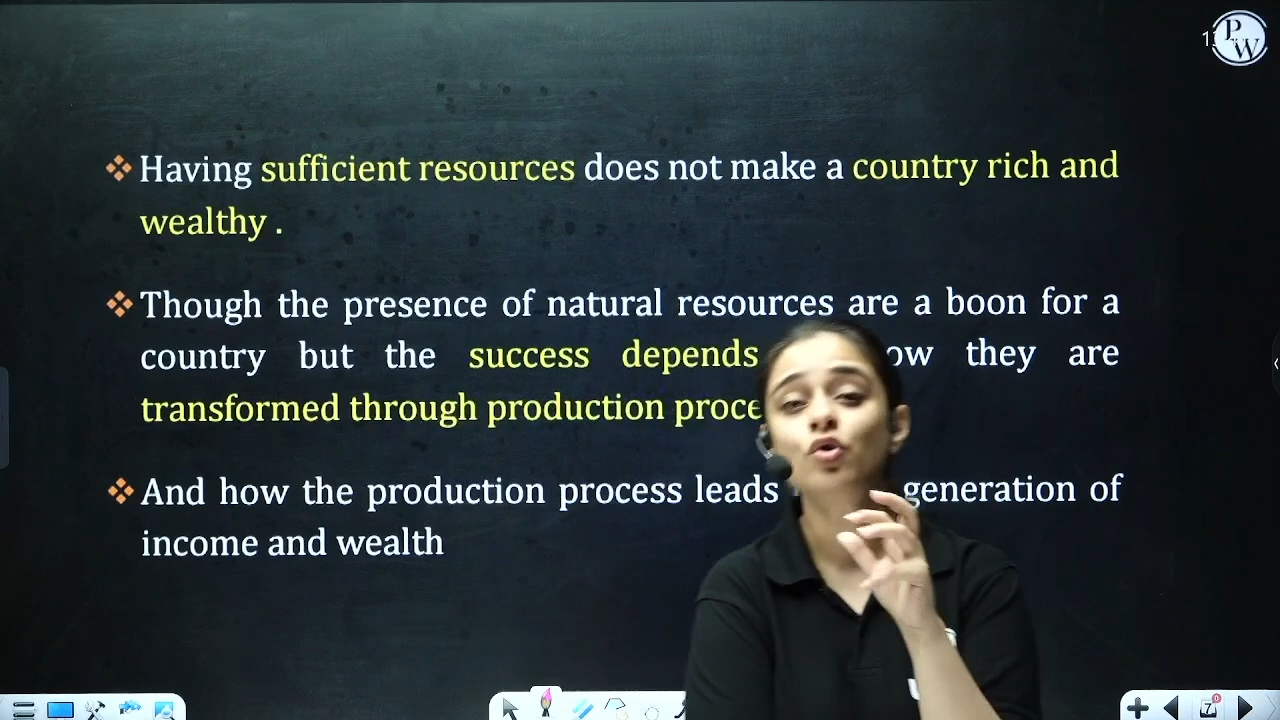 PW
Having sufficient resources does not make a country rich and
wealthy .
Though the presence of natural resources are a boon for a
country but the success depends they are
transformed through production
And how the production process leads generation of
income and wealth
7